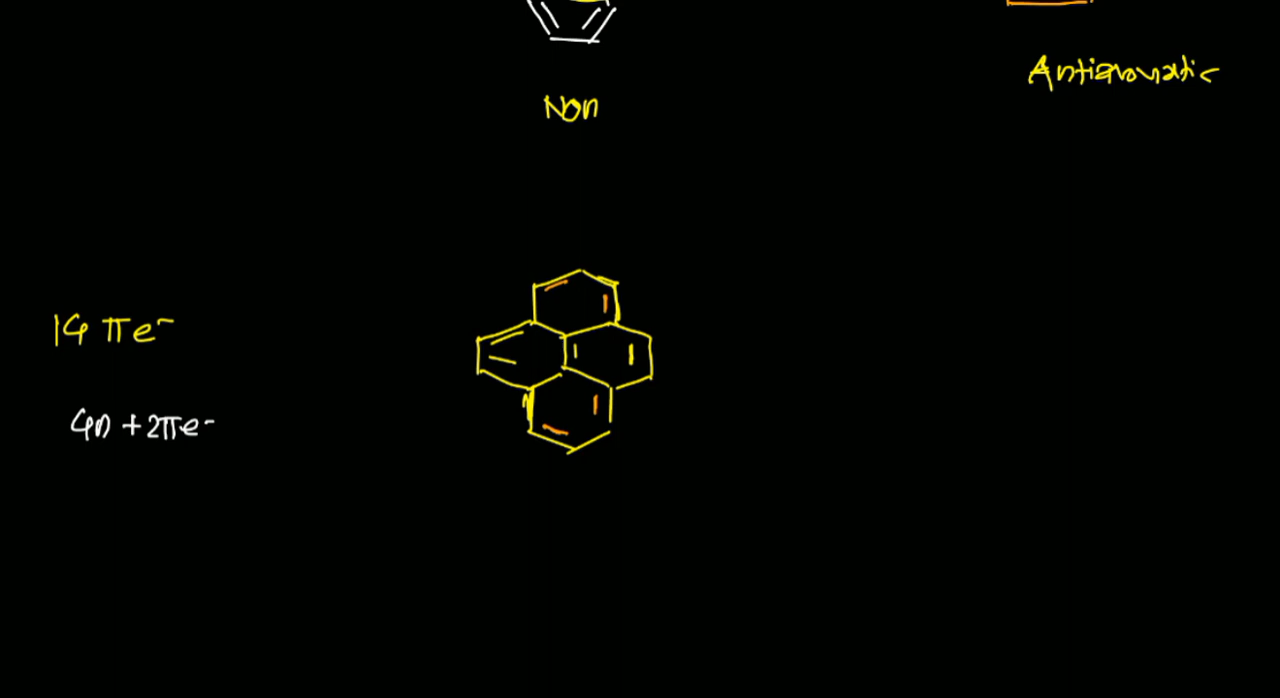 Antiaromatic
Non
14 πe⁻
4n + 2πe⁻